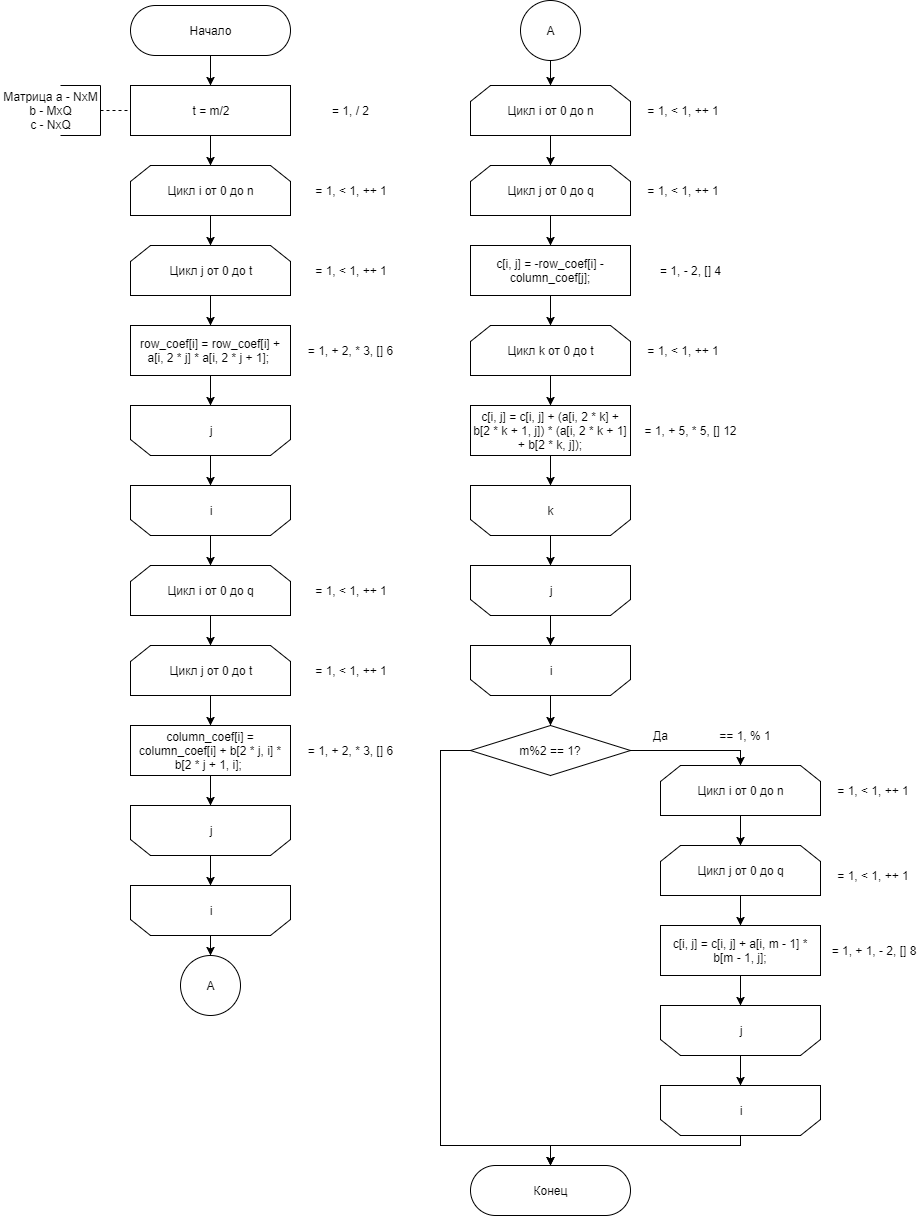 Начало
Матрица a - NxM
b - MxQ
c - NxQ
t = m/2
= 1, / 2
Цикл i от 0 до n
= 1, < 1, ++ 1
Цикл j от 0 до t
= 1, < 1, ++ 1
row_coef[i] = row_coef[i] +
a[i, 2 * j] * a[i, 2 * j + 1];
= 1, + 2, * 3, [] 6
j
i
Цикл i от 0 до q
= 1, < 1, ++ 1
Цикл j от 0 до t
= 1, < 1, ++ 1
column_coef[i] =
column_coef[i] + b[2 * j, i] *
b[2 * j + 1, i];
= 1, + 2, * 3, [] 6
j
i
A
A
Цикл i от 0 до n
= 1, < 1, ++ 1
Цикл j от 0 до q
= 1, < 1, ++ 1
c[i, j] = -row_coef[i] -
column_coef[j];
= 1, - 2, [] 4
Цикл k от 0 до t
= 1, < 1, ++ 1
c[i, j] = c[i, j] + (a[i, 2 * k] +
b[2 * k + 1, j]) * (a[i, 2 * k + 1]
+ b[2 * k, j]);
= 1, + 5, * 5, [] 12
k
j
i
m%2 == 1?
Да
== 1, % 1
Цикл i от 0 до n
= 1, < 1, ++ 1
Цикл j от 0 до q
= 1, < 1, ++ 1
c[i, j] = c[i, j] + a[i, m - 1] *
b[m - 1, j];
= 1, + 1, - 2, [] 8
j
i
Конец